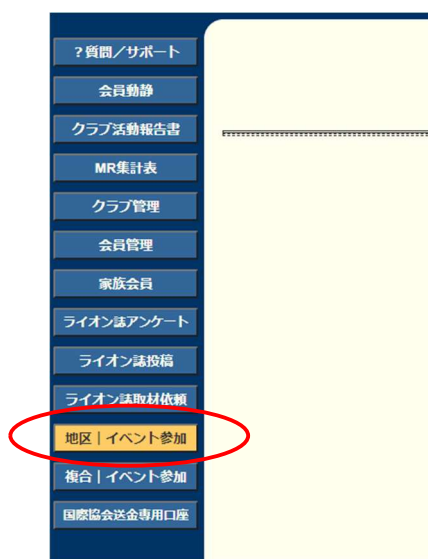 ?質問／サポート
会員動静
クラブ活動報告書
MR集計表
クラブ管理
会員管理
家族会員
ライオン誌アンケート
ライオン誌投稿
ライオン誌取材依頼
地区｜イベント参加
複合｜イベント参加
国際協会送金専用口座